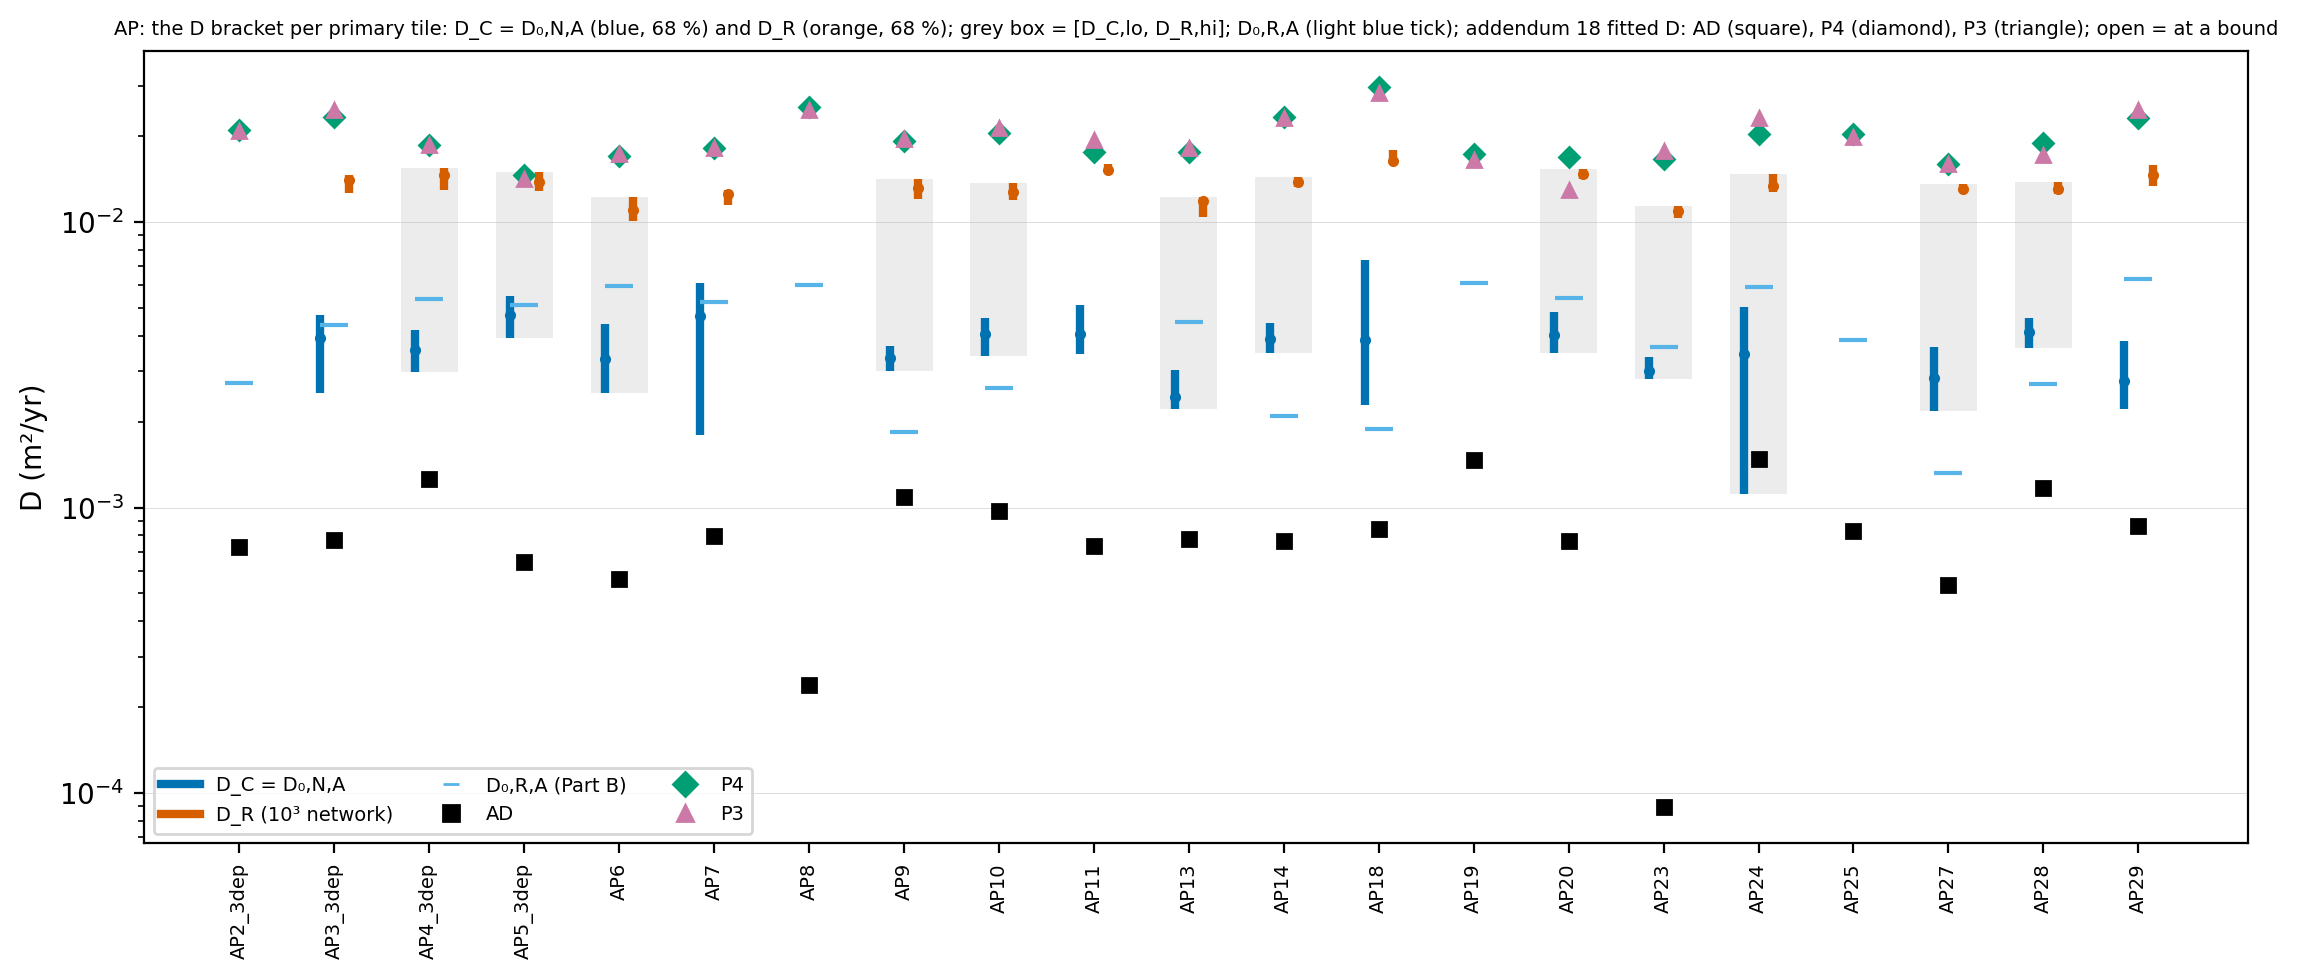 AP: the D bracket per primary tile: D_C = D₀,N,A (blue, 68 %) and D_R (orange, 68 %); grey box = [D_C,lo, D_R,hi]; D₀,R,A (light blue tick); addendum 18 fitted D: AD (square), P4 (diamond), P3 (triangle); open = at a bound
D (m²/yr)
10⁻²
10⁻³
10⁻⁴
D_C = D₀,N,A
D_R (10³ network)
D₀,R,A (Part B)
AD
P4
P3
AP2_3dep
AP3_3dep
AP4_3dep
AP5_3dep
AP6
AP7
AP8
AP9
AP10
AP11
AP13
AP14
AP18
AP19
AP20
AP23
AP24
AP25
AP27
AP28
AP29